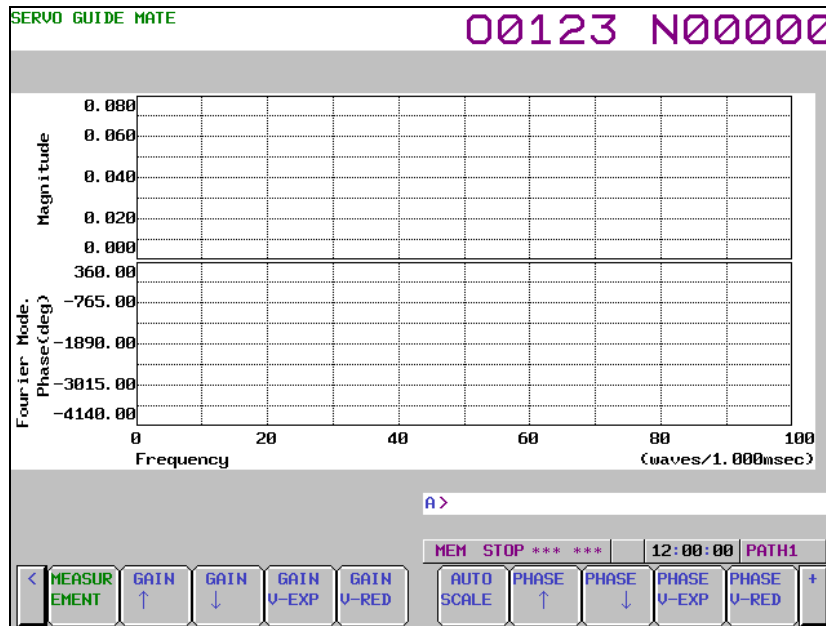 SERVO GUIDE MATE
O0123 N00000
0.080
0.060
0.040
0.020
0.000
Magnitude
360.00
-765.00
-1890.00
-3015.00
-4140.00
Fourier Mode.
Phase(deg)
0 20 40 60 80 100
Frequency (waves/1.000msec)
A>
MEM STOP *** *** 12:00:00 PATH1
< MEASUREMENT GAIN ↑ GAIN ↓ GAIN V-EXP GAIN V-RED AUTO SCALE PHASE ↑ PHASE ↓ PHASE V-EXP PHASE V-RED +